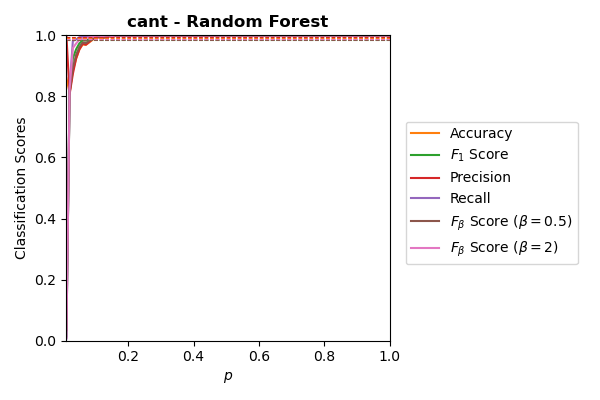 cant - Random Forest
Classification Scores
1.0
0.8
0.6
0.4
0.2
0.0
0.2 0.4 0.6 0.8 1.0
p
Accuracy
F₁ Score
Precision
Recall
Fᵦ Score (β = 0.5)
Fᵦ Score (β = 2)